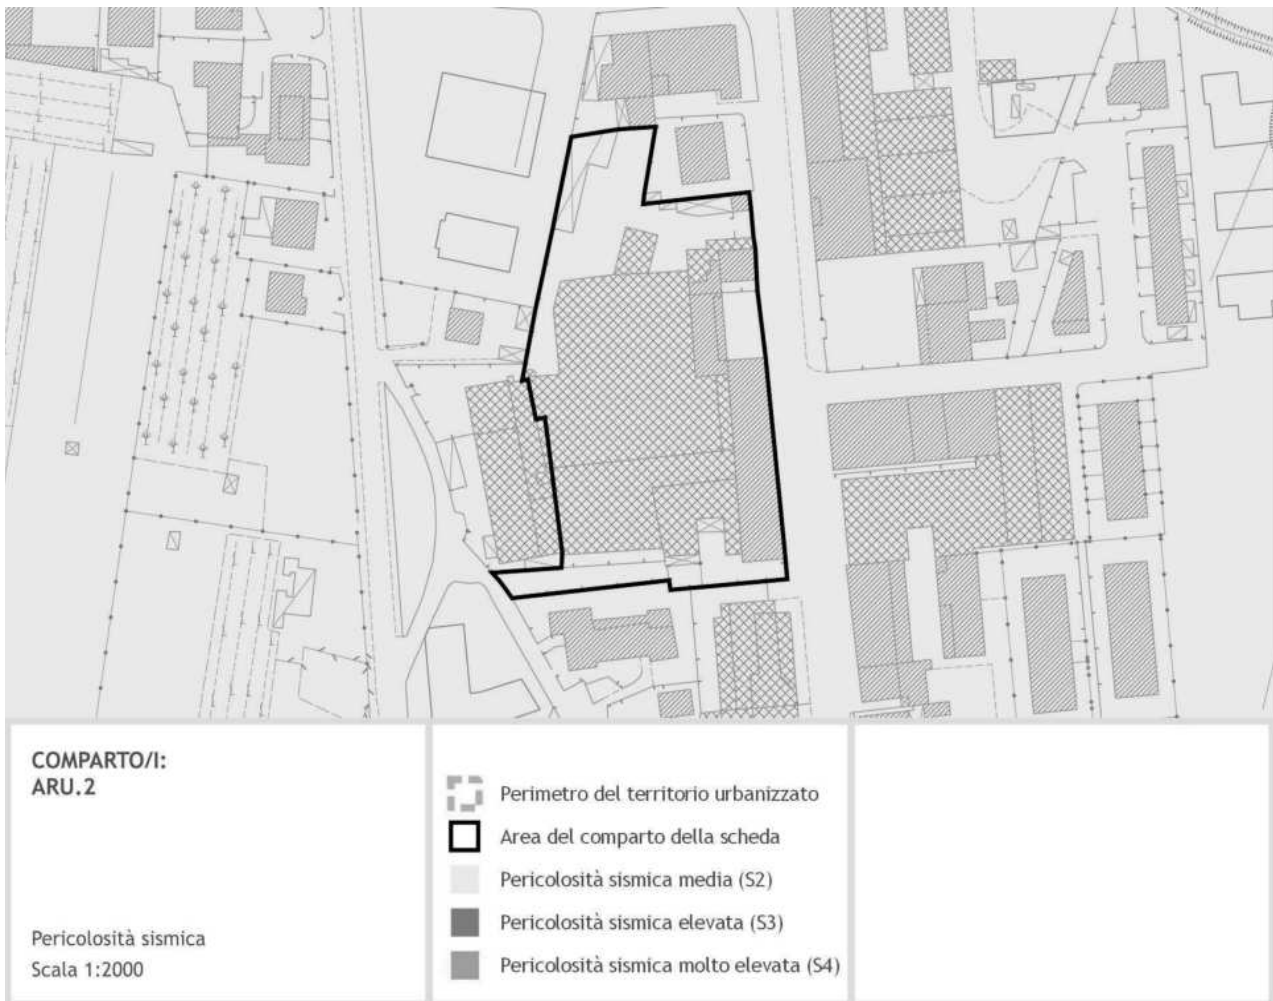 COMPARTO/I:
ARU.2
Pericolosità sismica
Scala 1:2000
Perimetro del territorio urbanizzato
Area del comparto della scheda
Pericolosità sismica media (S2)
Pericolosità sismica elevata (S3)
Pericolosità sismica molto elevata (S4)